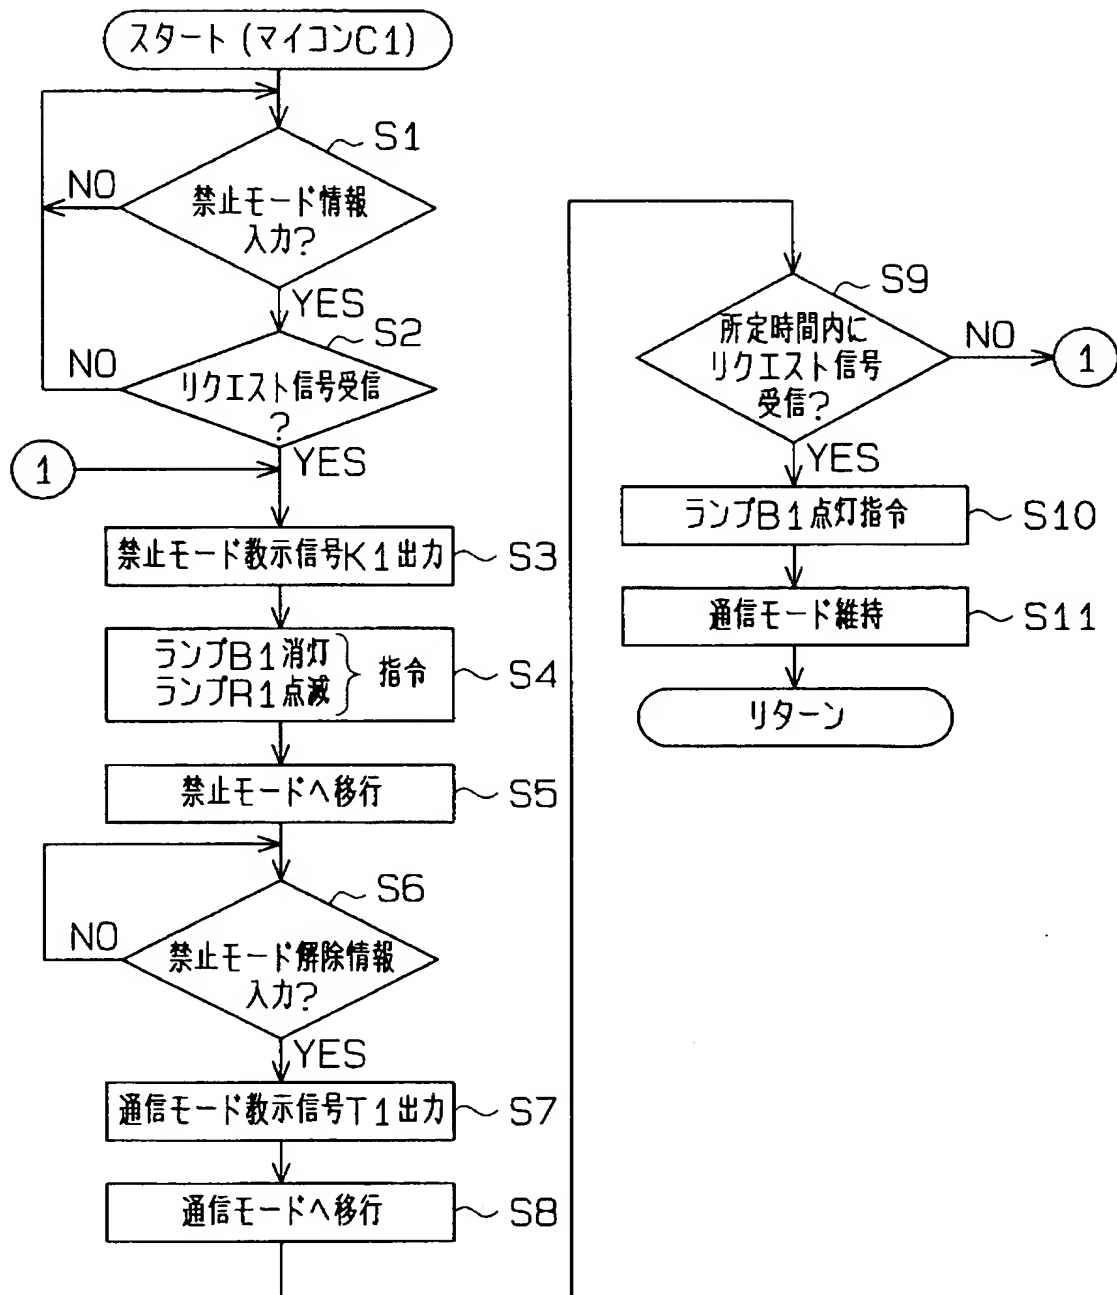 スタート(マイコンC1)
S1
NO
禁止モード情報
入力?
YES
S2
NO
リクエスト信号受信
?
YES
1
禁止モード教示信号K1出力
S3
ランプB1消灯
ランプR1点滅
指令
S4
禁止モードへ移行
S5
S6
NO
禁止モード解除情報
入力?
YES
通信モード教示信号T1出力
S7
通信モードへ移行
S8
S9
所定時間内に
リクエスト信号
受信?
NO
1
YES
ランプB1点灯指令
S10
通信モード維持
S11
リターン